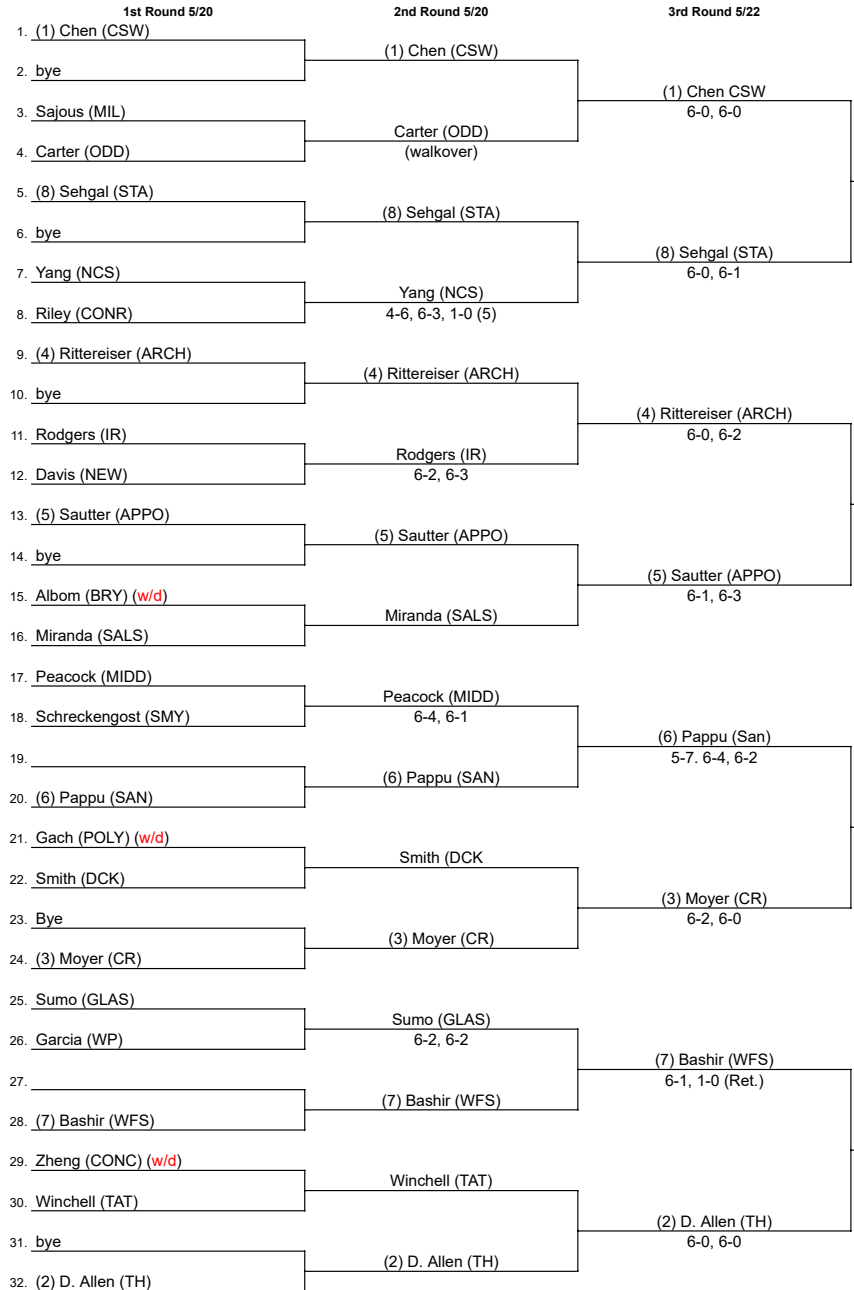 1st Round 5/20
2nd Round 5/20
3rd Round 5/22
1. (1) Chen (CSW)
(1) Chen (CSW)
2. bye
(1) Chen CSW
6-0, 6-0
3. Sajous (MIL)
Carter (ODD)
(walkover)
4. Carter (ODD)
5. (8) Sehgal (STA)
(8) Sehgal (STA)
6. bye
(8) Sehgal (STA)
6-0, 6-1
7. Yang (NCS)
Yang (NCS)
4-6, 6-3, 1-0 (5)
8. Riley (CONR)
9. (4) Rittereiser (ARCH)
(4) Rittereiser (ARCH)
10. bye
(4) Rittereiser (ARCH)
6-0, 6-2
11. Rodgers (IR)
Rodgers (IR)
6-2, 6-3
12. Davis (NEW)
13. (5) Sautter (APPO)
(5) Sautter (APPO)
14. bye
(5) Sautter (APPO)
6-1, 6-3
15. Albom (BRY) (w/d)
Miranda (SALS)
16. Miranda (SALS)
17. Peacock (MIDD)
Peacock (MIDD)
6-4, 6-1
18. Schreckengost (SMY)
(6) Pappu (San)
5-7. 6-4, 6-2
19.
(6) Pappu (SAN)
20. (6) Pappu (SAN)
21. Gach (POLY) (w/d)
Smith (DCK
22. Smith (DCK)
(3) Moyer (CR)
6-2, 6-0
23. Bye
(3) Moyer (CR)
24. (3) Moyer (CR)
25. Sumo (GLAS)
Sumo (GLAS)
6-2, 6-2
26. Garcia (WP)
(7) Bashir (WFS)
6-1, 1-0 (Ret.)
27.
(7) Bashir (WFS)
28. (7) Bashir (WFS)
29. Zheng (CONC) (w/d)
Winchell (TAT)
30. Winchell (TAT)
(2) D. Allen (TH)
6-0, 6-0
31. bye
(2) D. Allen (TH)
32. (2) D. Allen (TH)